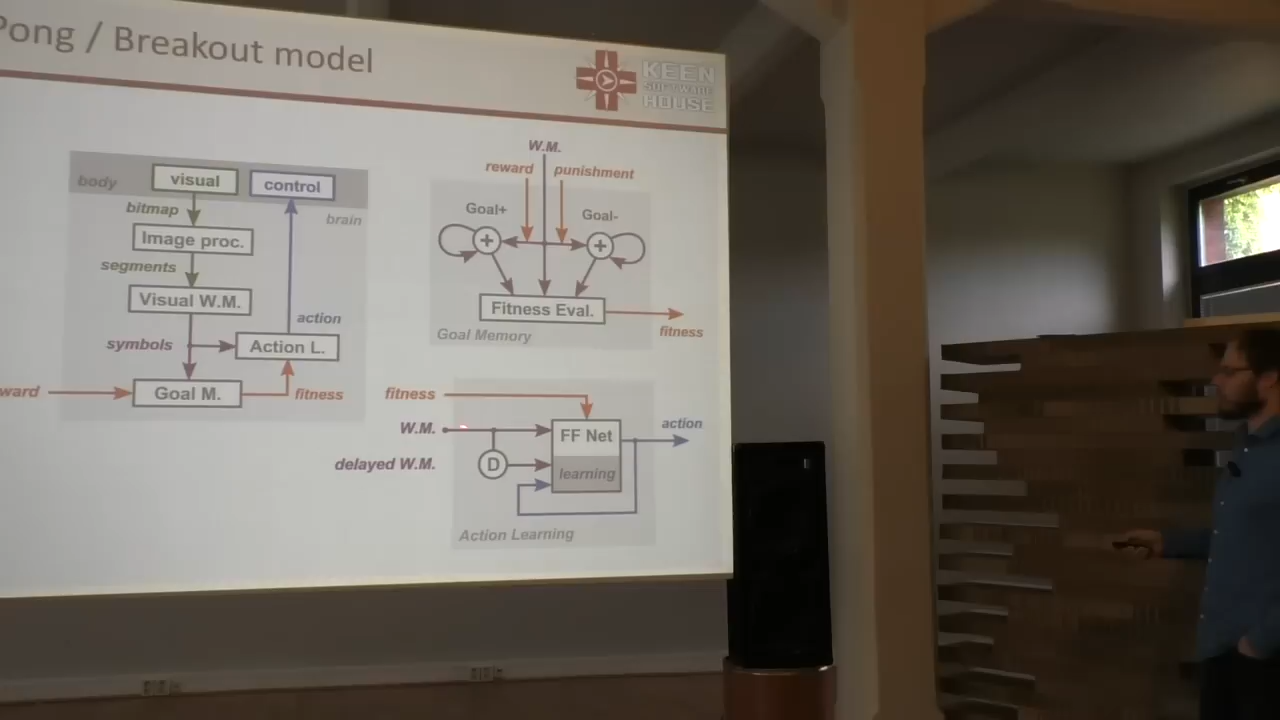 Pong / Breakout model
KEEN
SOFTWARE
HOUSE
body
visual
control
brain
bitmap
Image proc.
segments
Visual W.M.
action
symbols
Action L.
ward
Goal M.
fitness
W.M.
reward
punishment
Goal+
Goal-
+
+
Fitness Eval.
fitness
Goal Memory
fitness
W.M.
FF Net
action
delayed W.M.
D
learning
Action Learning